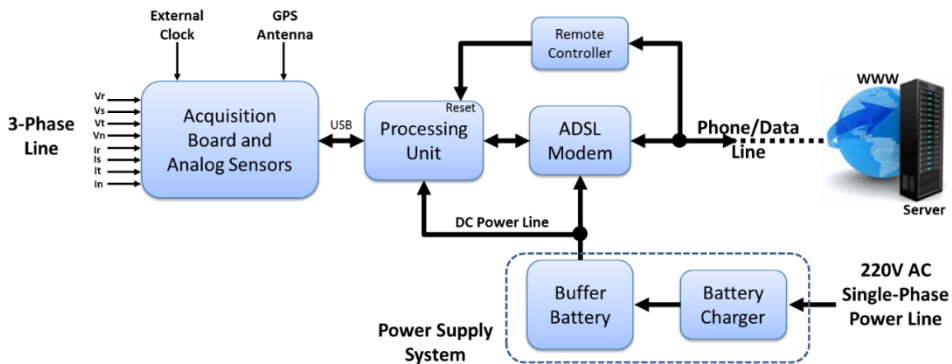 External
Clock
GPS
Antenna
Remote
Controller
WWW
Vr
Vs
Vt
Vn
Ir
Is
It
In
3-Phase
Line
Acquisition
Board and
Analog Sensors
USB
Reset
Processing
Unit
ADSL
Modem
Phone/Data
Line
Server
DC Power Line
Buffer
Battery
Battery
Charger
220V AC
Single-Phase
Power Line
Power Supply
System